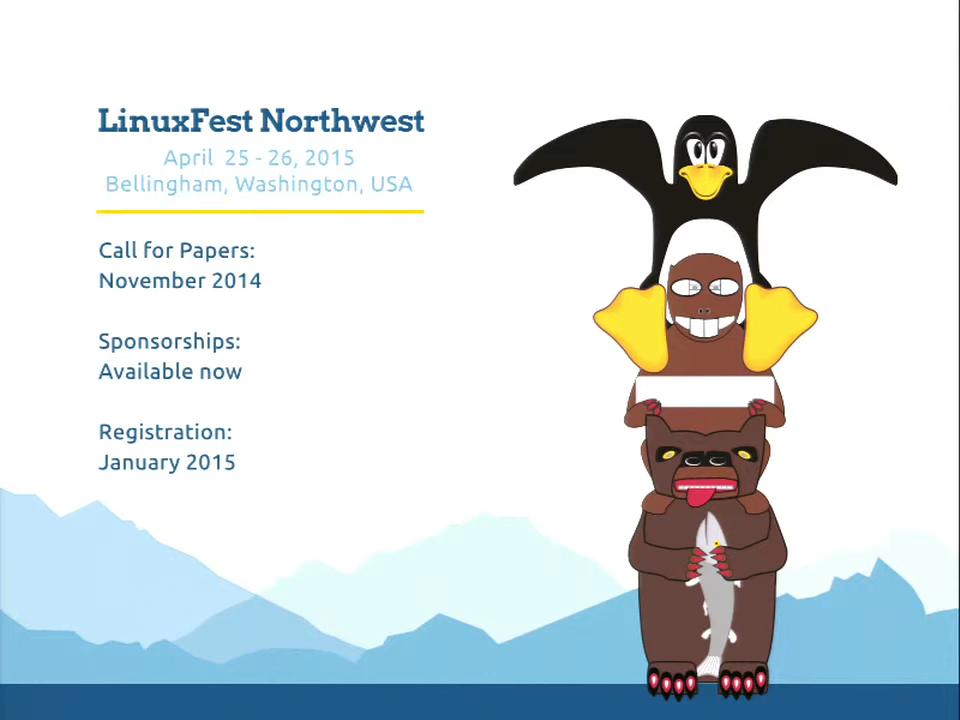 LinuxFest Northwest
April 25 - 26, 2015
Bellingham, Washington, USA
Call for Papers:
November 2014
Sponsorships:
Available now
Registration:
January 2015